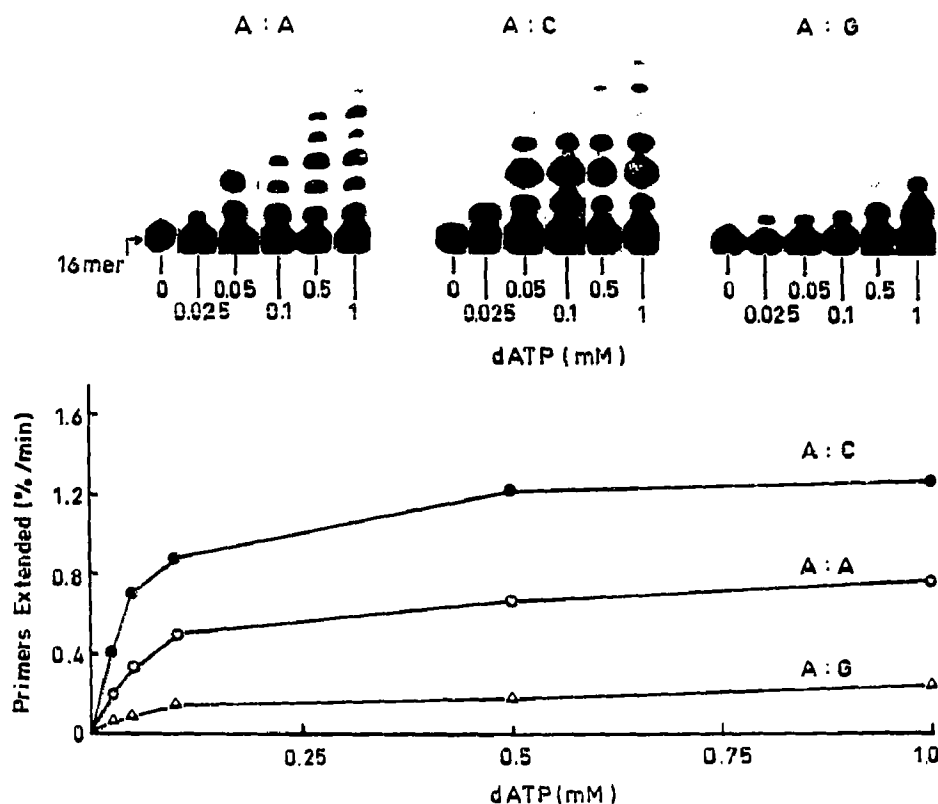 A : A
A : C
A : G
16mer
0 0.05 0.5
0.025 0.1 1
0 0.05 0.5
0.025 0.1 1
0 0.05 0.5
0.025 0.1 1
dATP (mM)
Primers Extended (%/min)
1.6
1.2
0.8
0.4
0
A : C
A : A
A : G
0.25
0.5
0.75
1.0
dATP (mM)